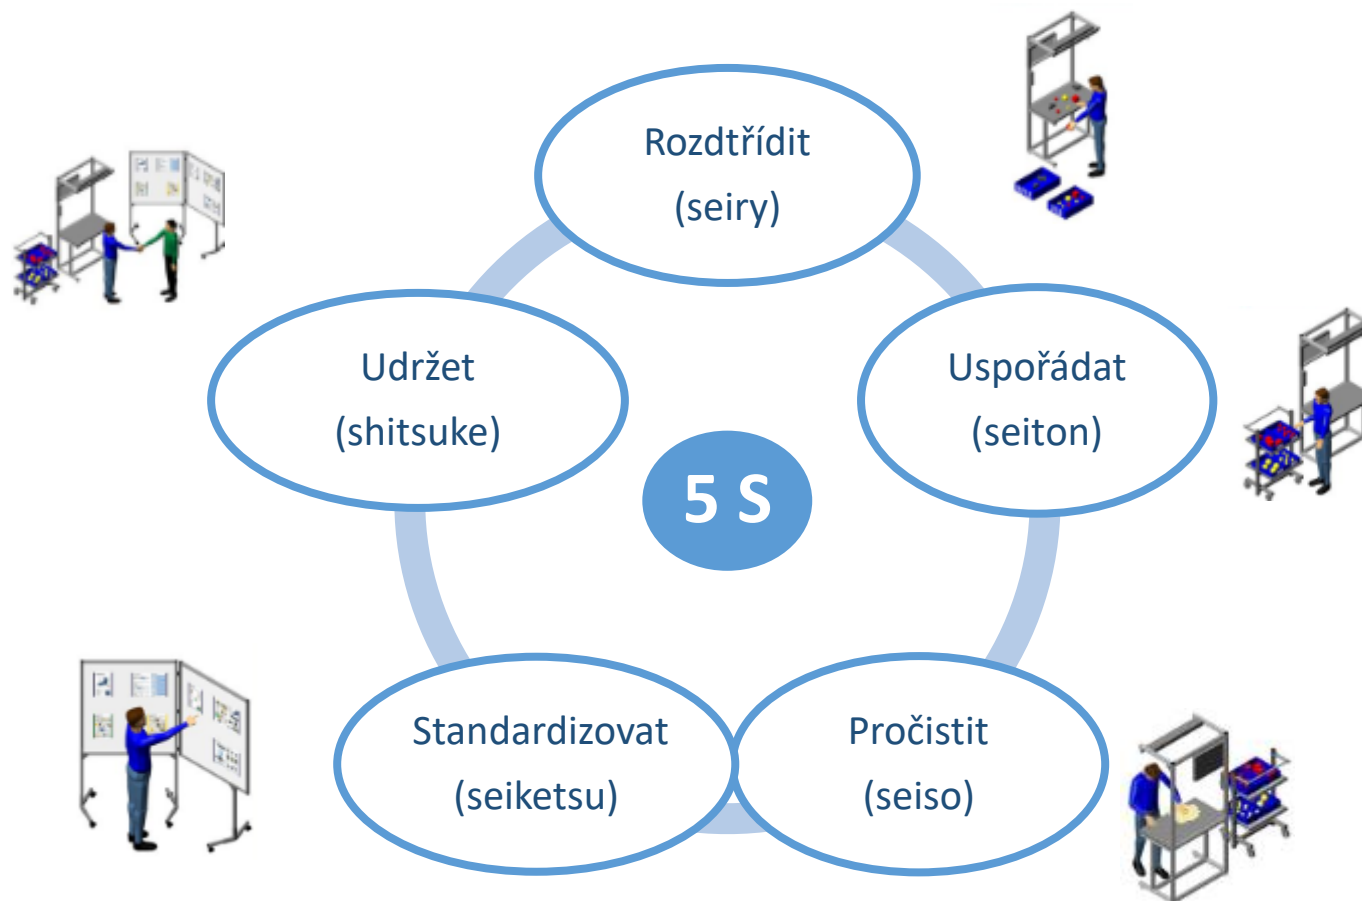 Rozdtřídit
(seiry)
Udržet
(shitsuke)
Uspořádat
(seiton)
5 S
Standardizovat
(seiketsu)
Pročistit
(seiso)